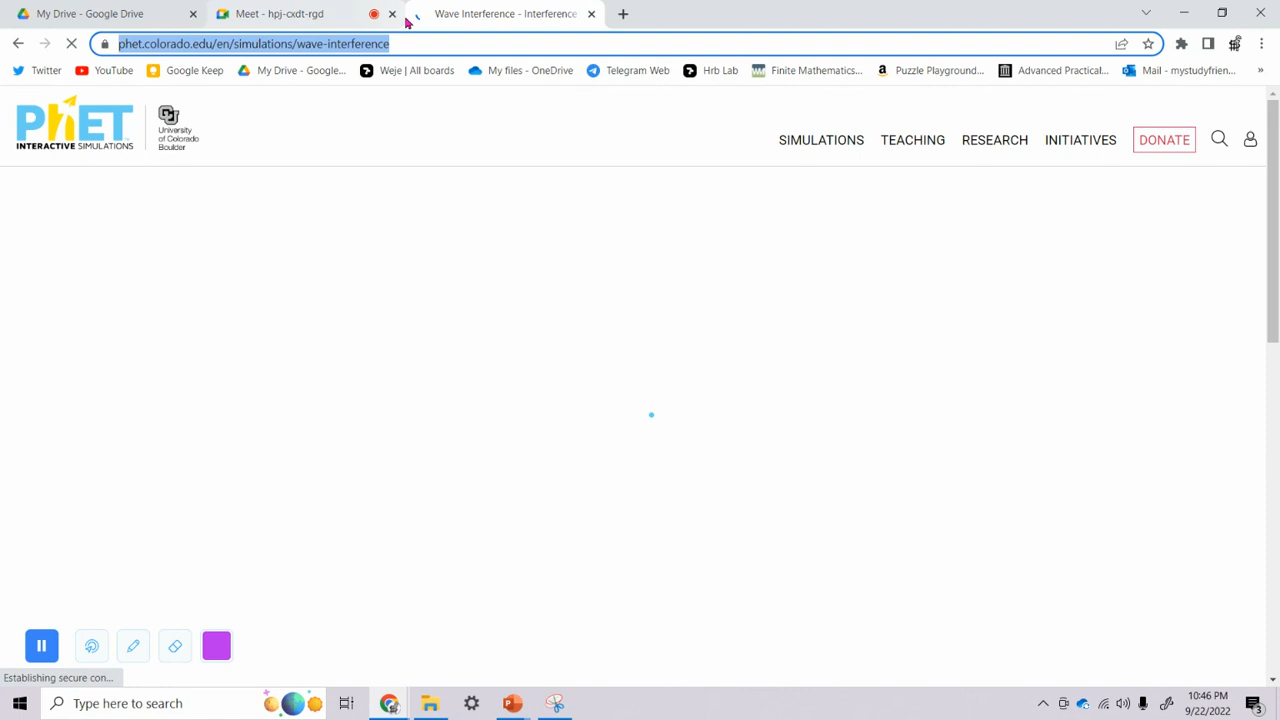 My Drive - Google Drive
Meet - hpj-cxdt-rgd
Wave Interference - Interference
phet.colorado.edu/en/simulations/wave-interference
Twitter
YouTube
Google Keep
My Drive - Google...
Weje | All boards
My files - OneDrive
Telegram Web
Hrb Lab
Finite Mathematics...
Puzzle Playground...
Advanced Practical...
Mail - mystudyfrien...
»
PhET
INTERACTIVE SIMULATIONS
University
of Colorado
Boulder
SIMULATIONS
TEACHING
RESEARCH
INITIATIVES
DONATE
Establishing secure con...
Type here to search
10:46 PM
9/22/2022
3